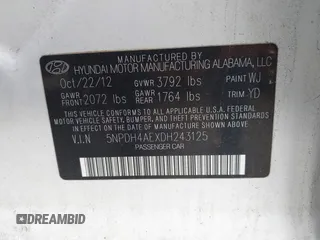 HYUNDAI MOTOR MANUFACTURING ALABAMA, LLC
Oct/22/12 GVWR 3792 lbs PAINT WJ
GAWR FRONT 2072 lbs GAWR REAR 1764 lbs TRIM YD
THIS VEHICLE CONFORMS TO ALL APPLICABLE
FEDERAL MOTOR VEHICLE SAFETY, BUMPER, AND
THEFT PREVENTION STANDARDS IN EFFECT ON
THE DATE OF MANUFACTURE SHOWN ABOVE.
V.I.N 5NPDH4AEXDH243125
PASSENGER CAR
DREAMBID
DREAMBID.COM